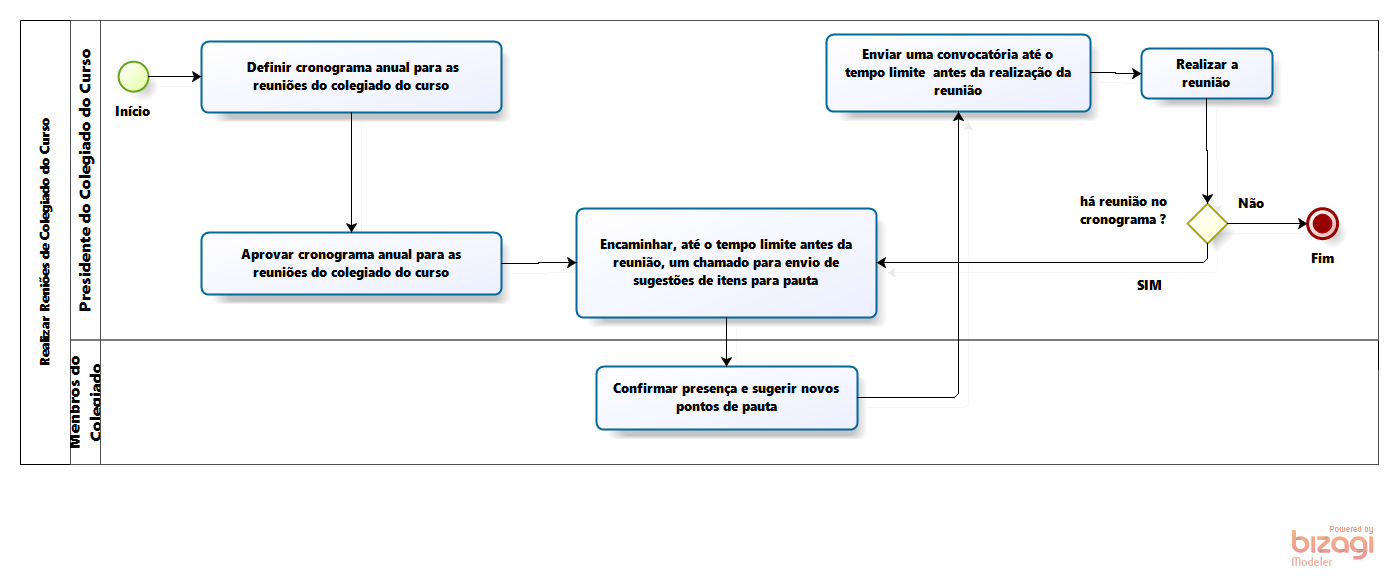 Realizar Reniões de Colegiado do Curso
Presidente do Colegiado do Curso
Início
Definir cronograma anual para as
reuniões do colegiado do curso
Aprovar cronograma anual para as
reuniões do colegiado do curso
Encaminhar, até o tempo limite antes da
reunião, um chamado para envio de
sugestões de itens para pauta
Enviar uma convocatória até o
tempo limite  antes da realização da
reunião
Realizar a
reunião
há reunião no
cronograma ?
Não
Fim
SIM
Membros do
Colegiado
Confirmar presença e sugerir novos
pontos de pauta
Powered by
bizagi
Modeler